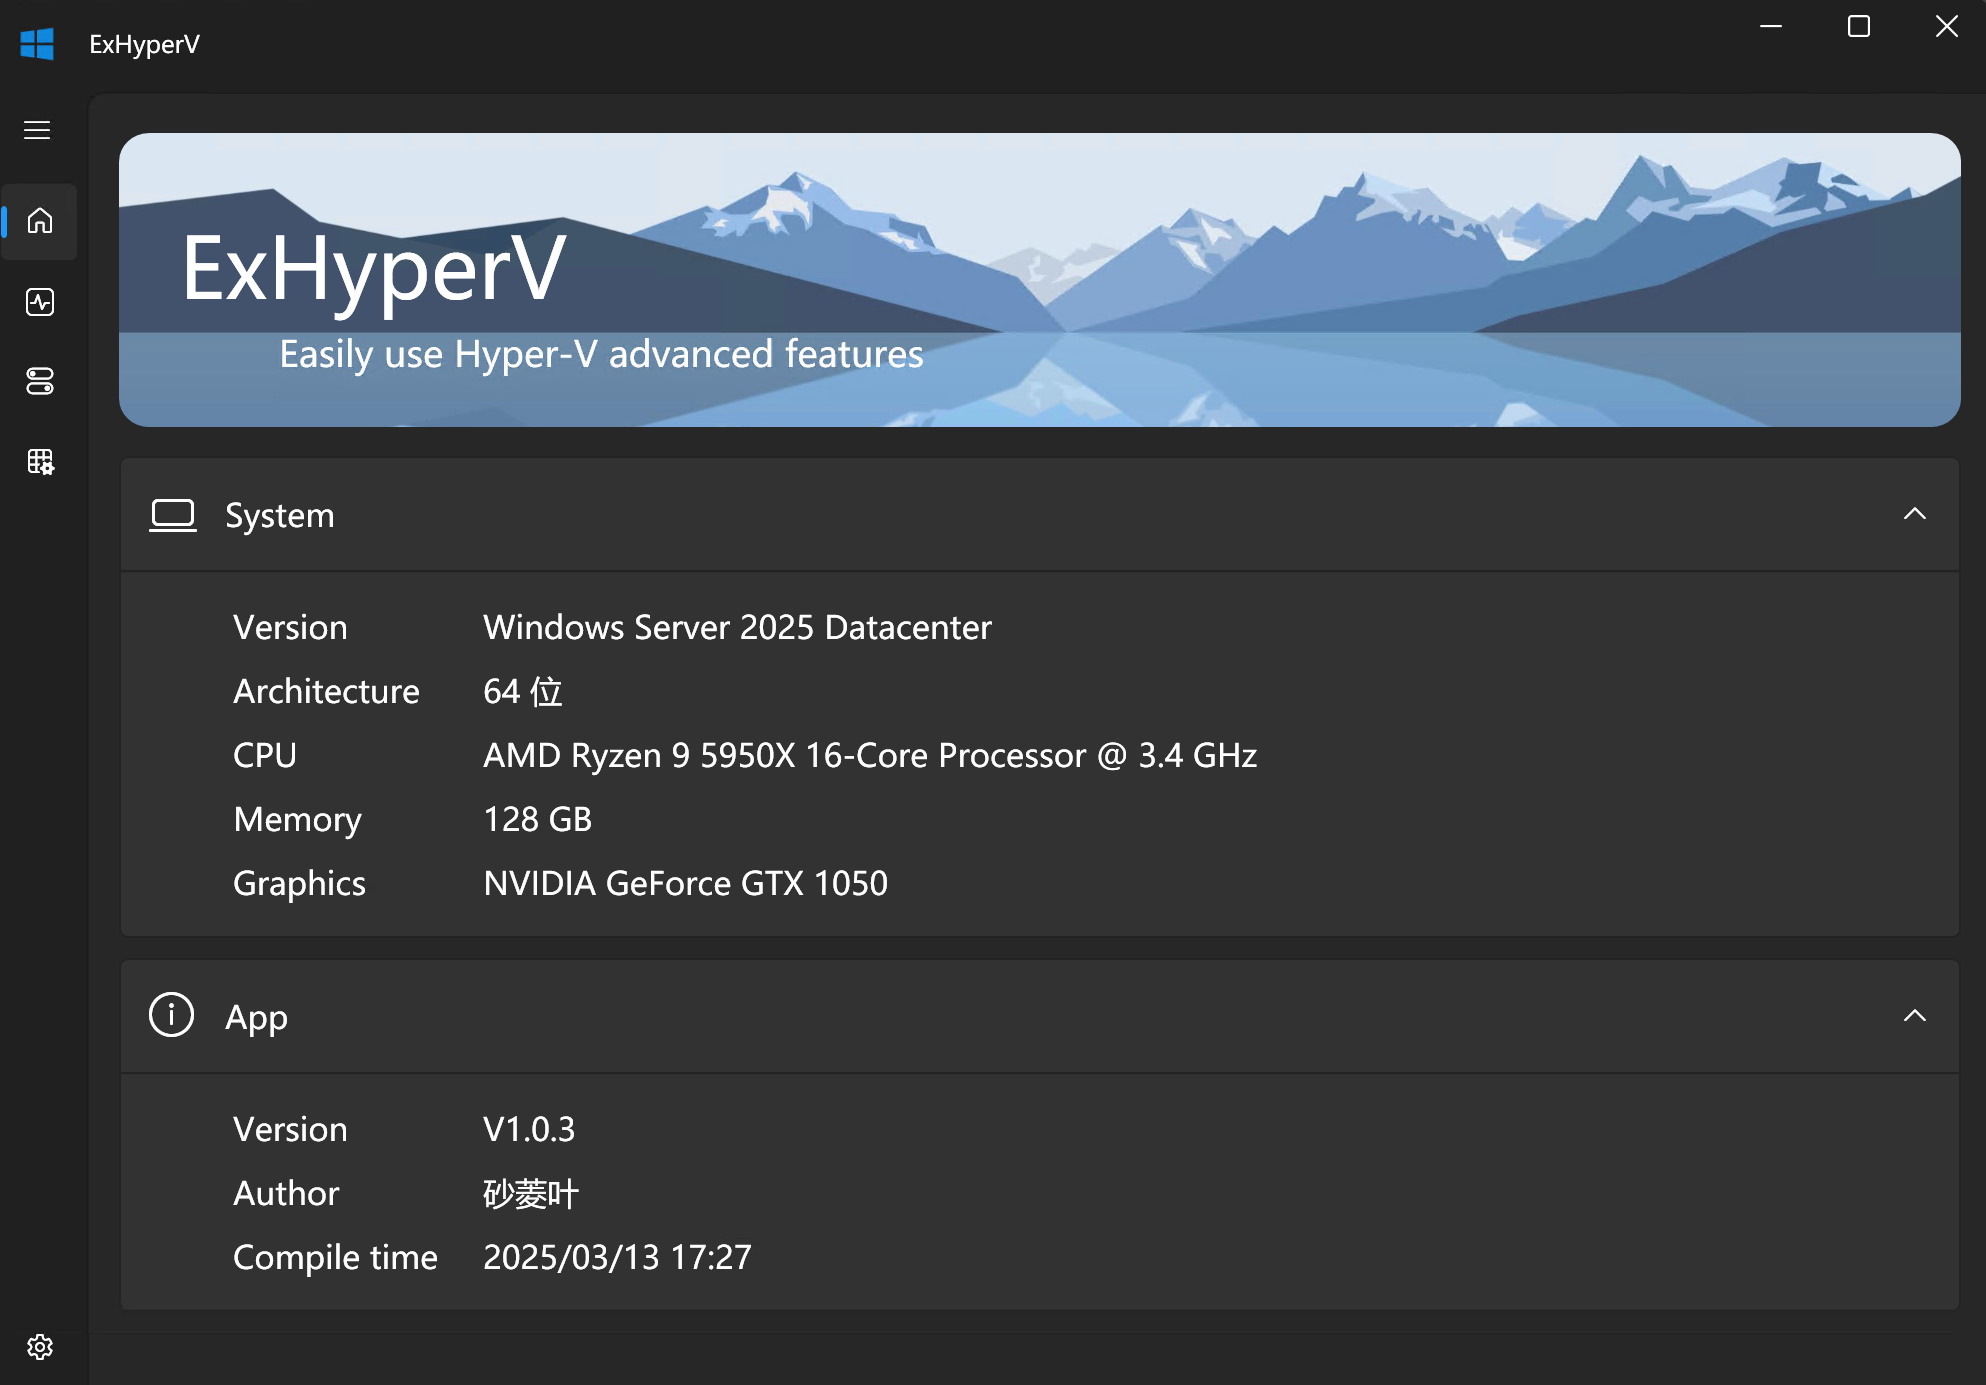 ExHyperV
ExHyperV
Easily use Hyper-V advanced features
System
Version Windows Server 2025 Datacenter
Architecture 64 位
CPU AMD Ryzen 9 5950X 16-Core Processor @ 3.4 GHz
Memory 128 GB
Graphics NVIDIA GeForce GTX 1050
App
Version V1.0.3
Author 砂菱叶
Compile time 2025/03/13 17:27